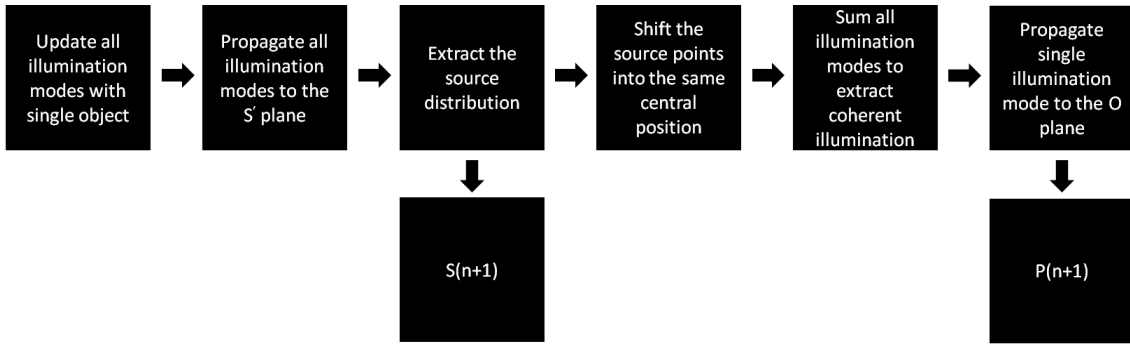 Update all
illumination
modes with
single object
Propagate all
illumination
modes to the
S′ plane
Extract the
source
distribution
Shift the
source points
into the same
central
position
Sum all
illumination
modes to
extract
coherent
illumination
Propagate
single
illumination
mode to the O
plane
S(n+1)
P(n+1)